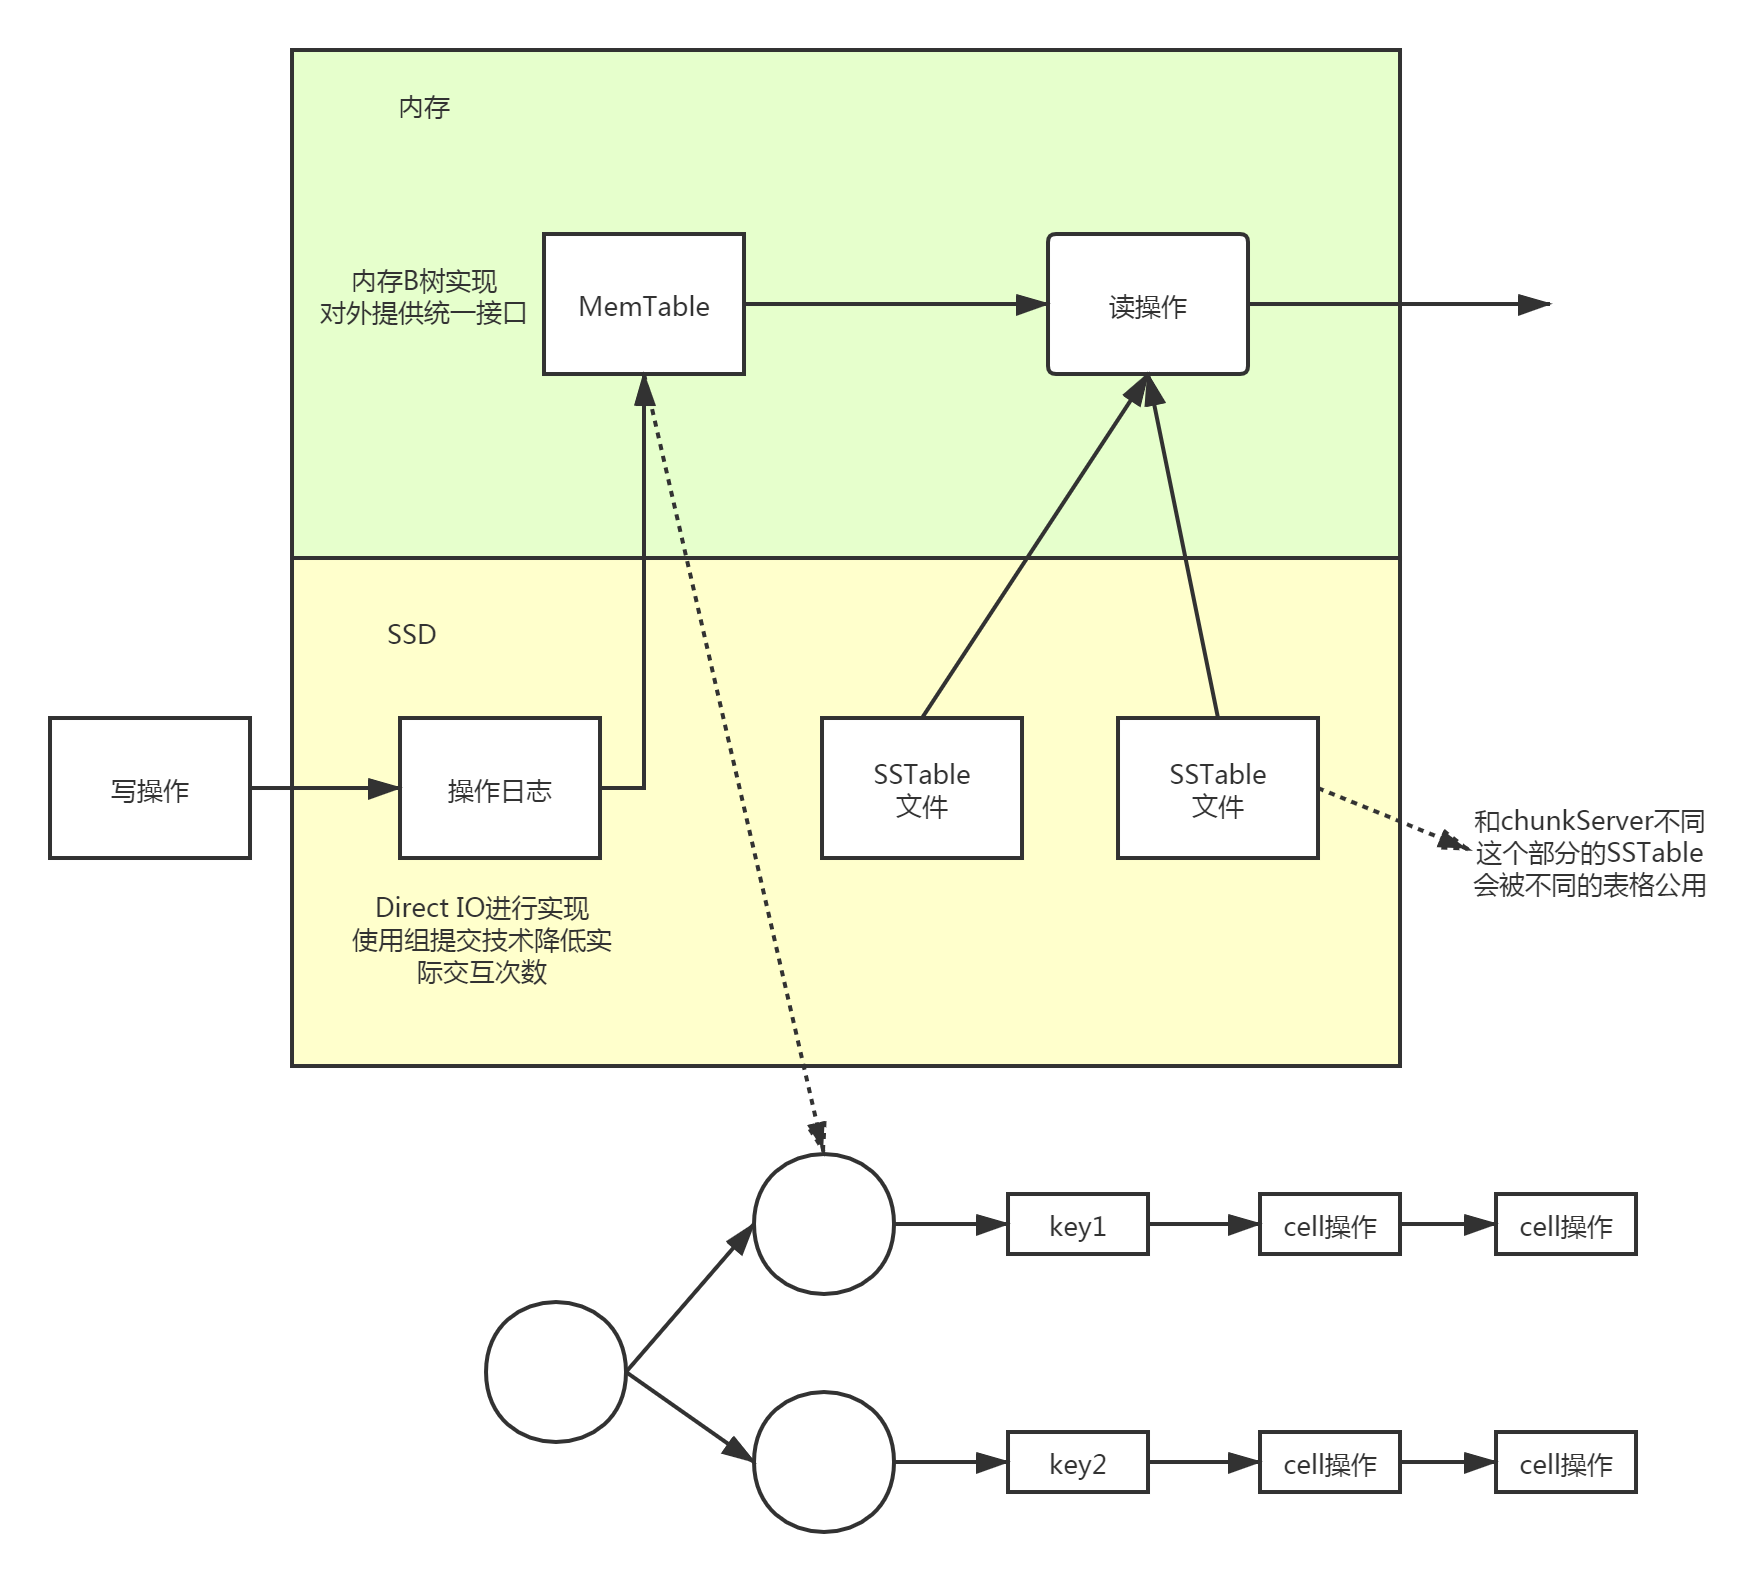 内存
内存B树实现
对外提供统一接口
MemTable
读操作
SSD
写操作
操作日志
SSTable
文件
SSTable
文件
和chunkServer不同
这个部分的SSTable
会被不同的表格公用
Direct IO进行实现
使用组提交技术降低实
际交互次数
key1
cell操作
cell操作
key2
cell操作
cell操作